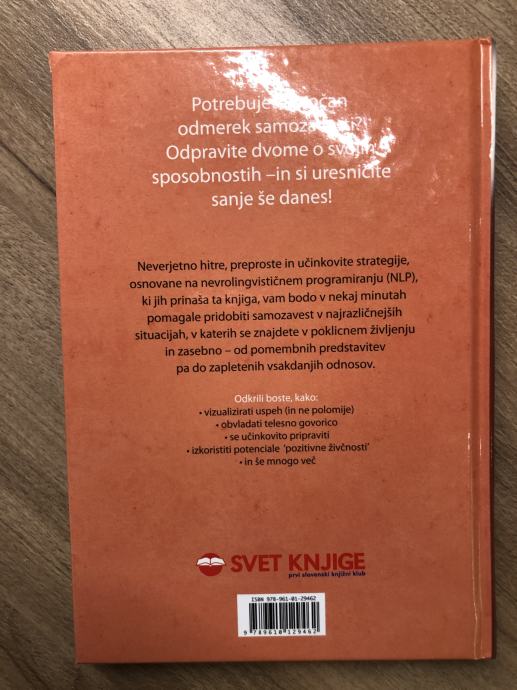 Potrebujete
odmerek
Odpravite dvome o svojih
sposobnostih –in si uresničite
sanje še danes!
Neverjetno hitre, preproste in učinkovite strategije,
osnovane na nevrolingvističnem programiranju (NLP),
ki jih prinaša ta knjiga, vam bodo v nekaj minutah
pomagale pridobiti samozavest v najrazličnejših
situacijah, v katerih se znajdete v poklicnem življenju
in zasebno – od pomembnih predstavitev
pa do zapletenih vsakdanjih odnosov.
Odkrili boste, kako:
• vizualizirati uspeh (in ne polomije)
• obvladati telesno govorico
• se učinkovito pripraviti
• izkoristiti potenciale 'pozitivne živčnosti'
• in še mnogo več
SVET KNJIGE
prvi slovenski knjižni klub
ISBN 978-961-01-29462
9 789610 129462